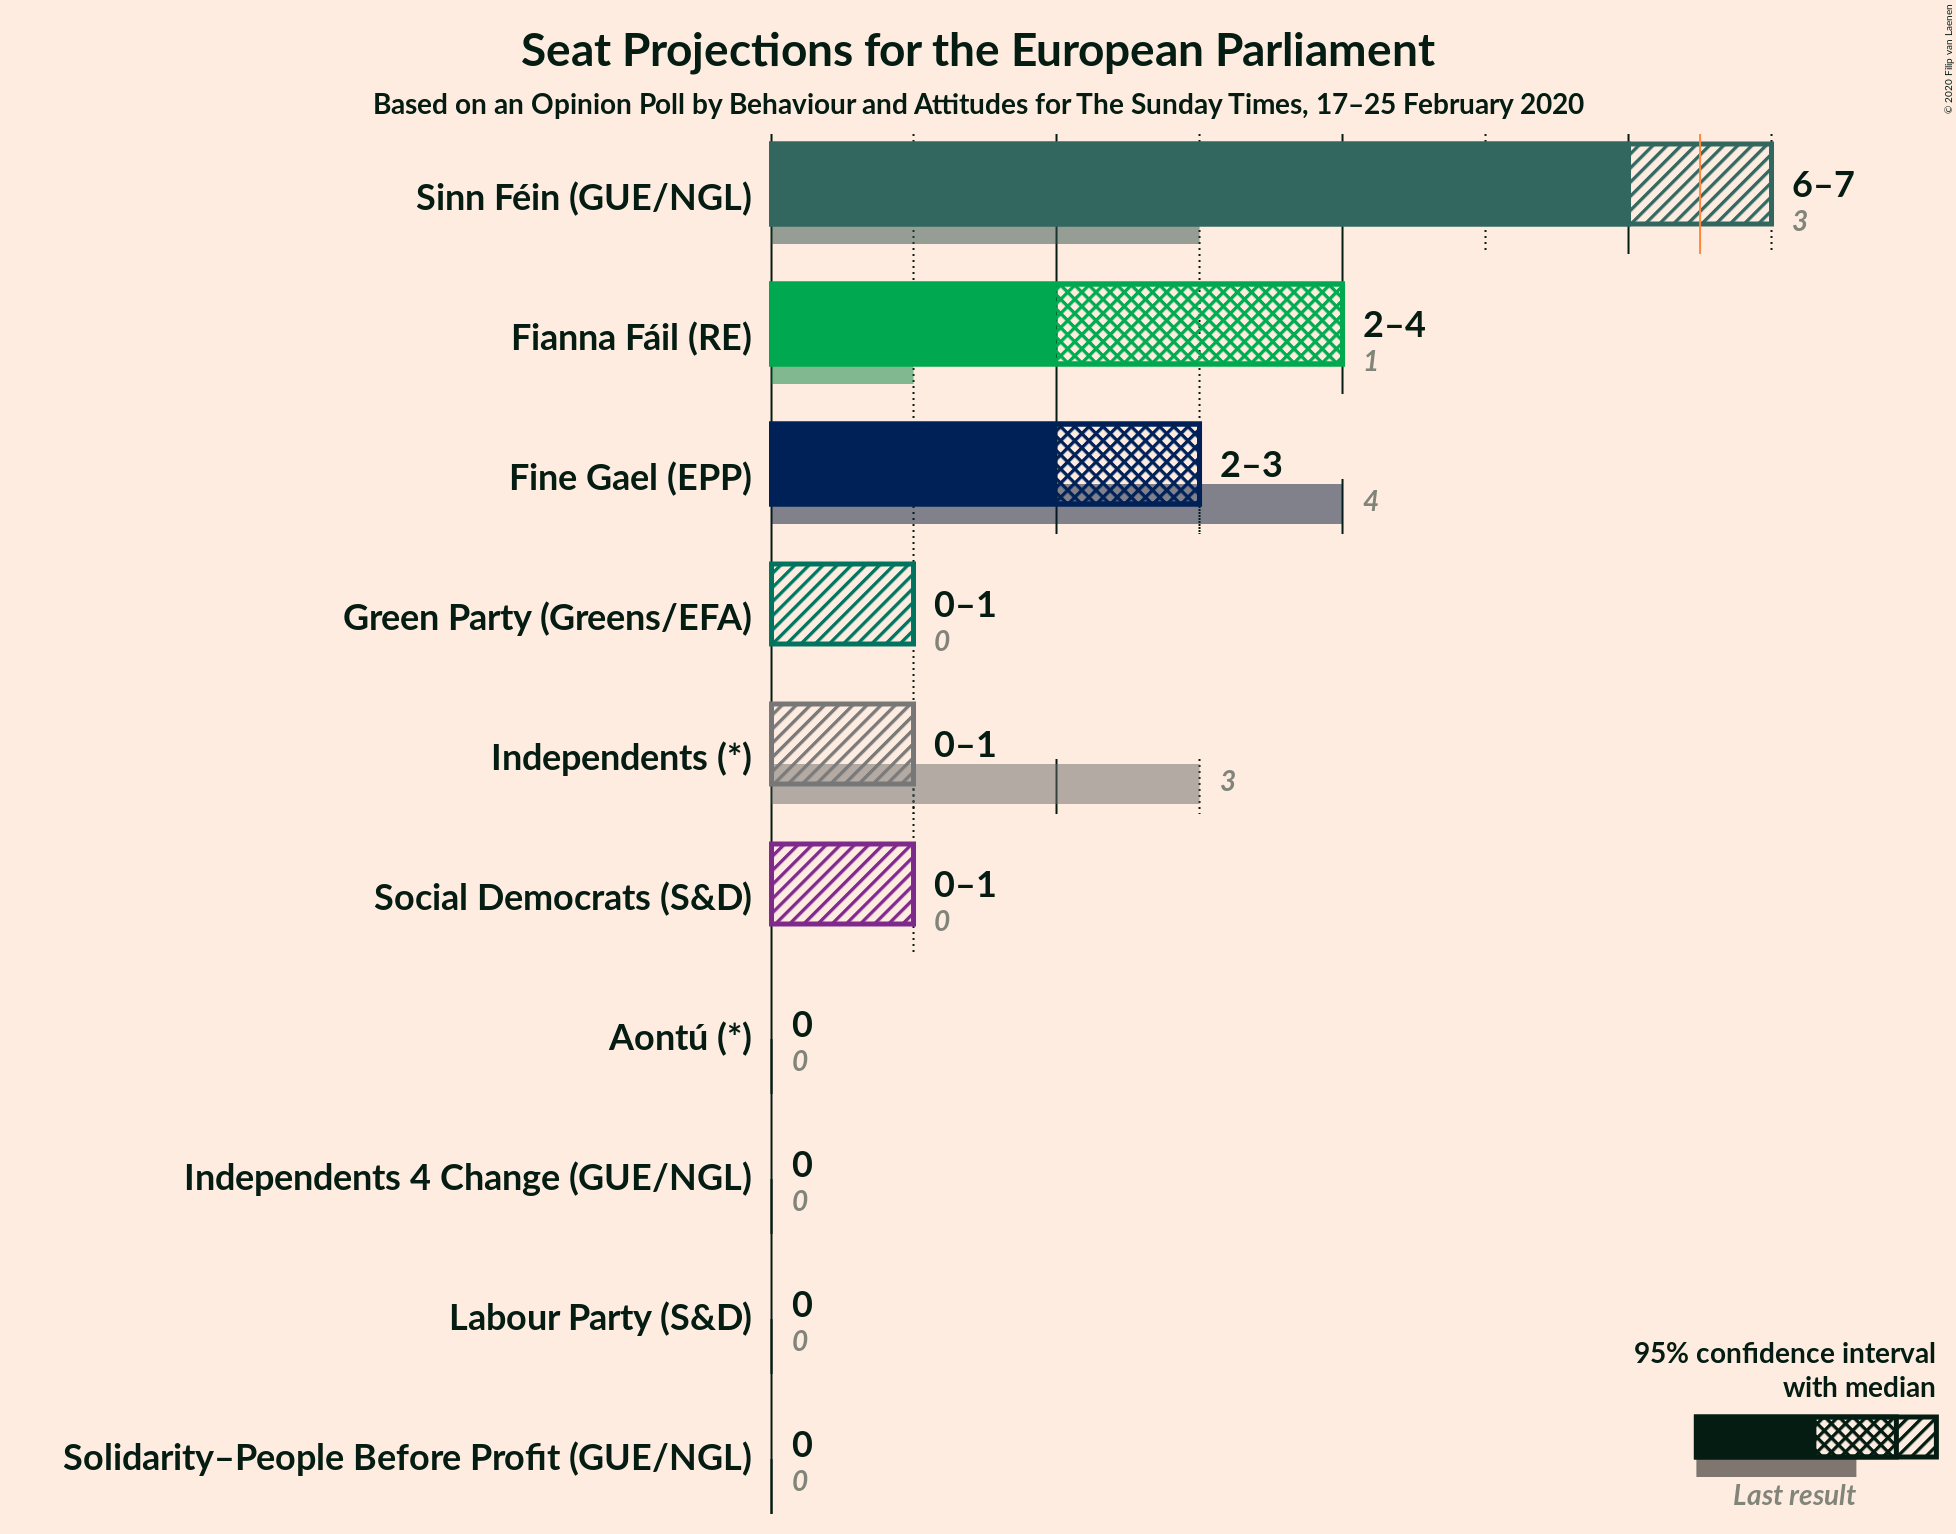 Seat Projections for the European Parliament
Based on an Opinion Poll by Behaviour and Attitudes for The Sunday Times, 17–25 February 2020
© 2020 Filip van Laenen
Sinn Féin (GUE/NGL)
6–7
3
Fianna Fáil (RE)
2–4
1
Fine Gael (EPP)
2–3
4
Green Party (Greens/EFA)
0–1
0
Independents (*)
0–1
3
Social Democrats (S&D)
0–1
0
Aontú (*)
0
0
Independents 4 Change (GUE/NGL)
0
0
Labour Party (S&D)
0
0
Solidarity–People Before Profit (GUE/NGL)
0
0
95% confidence interval
with median
Last result